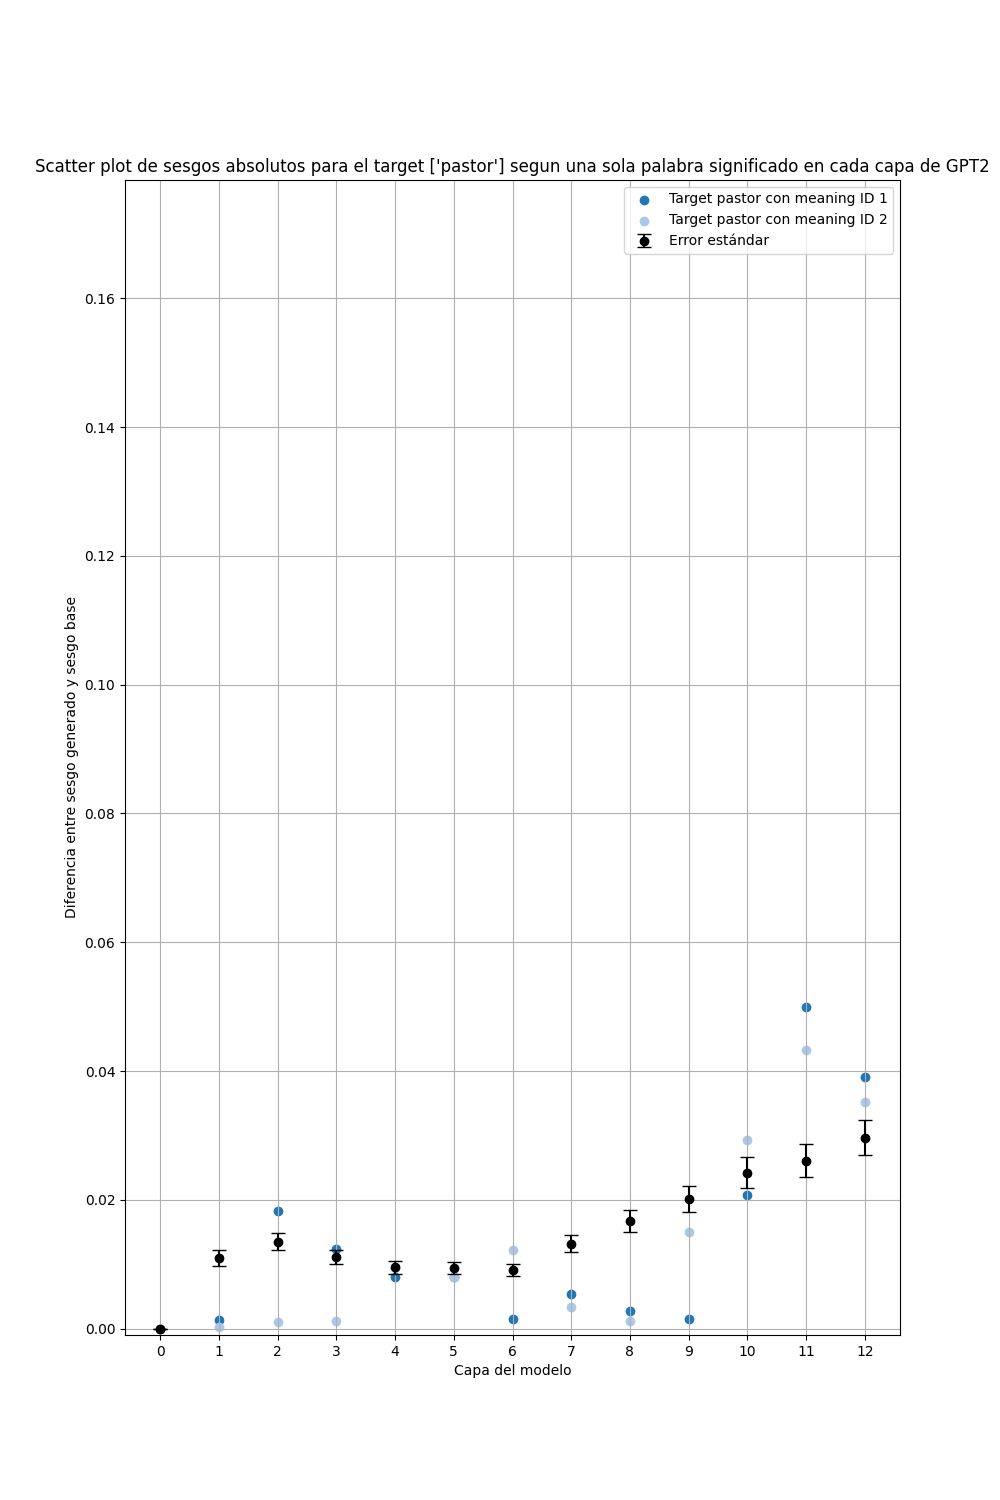 Scatter plot de sesgos absolutos para el target ['pastor'] segun una sola palabra significado en cada capa de GPT2
Target pastor con meaning ID 1
Target pastor con meaning ID 2
Error estándar
Diferencia entre sesgo generado y sesgo base
0.16
0.14
0.12
0.10
0.08
0.06
0.04
0.02
0.00
0 1 2 3 4 5 6 7 8 9 10 11 12
Capa del modelo